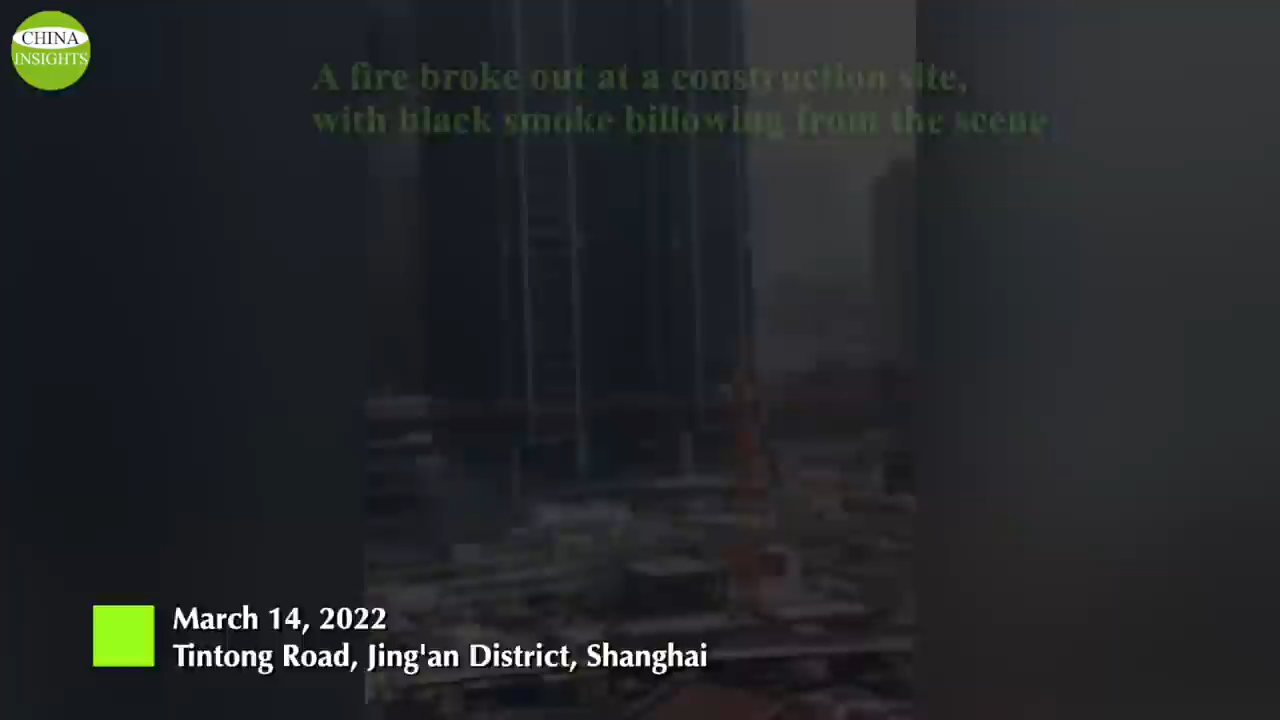 CHINA
INSIGHTS
A fire broke out at a construction site,
with black smoke billowing from the scene
March 14, 2022
Tintong Road, Jing'an District, Shanghai